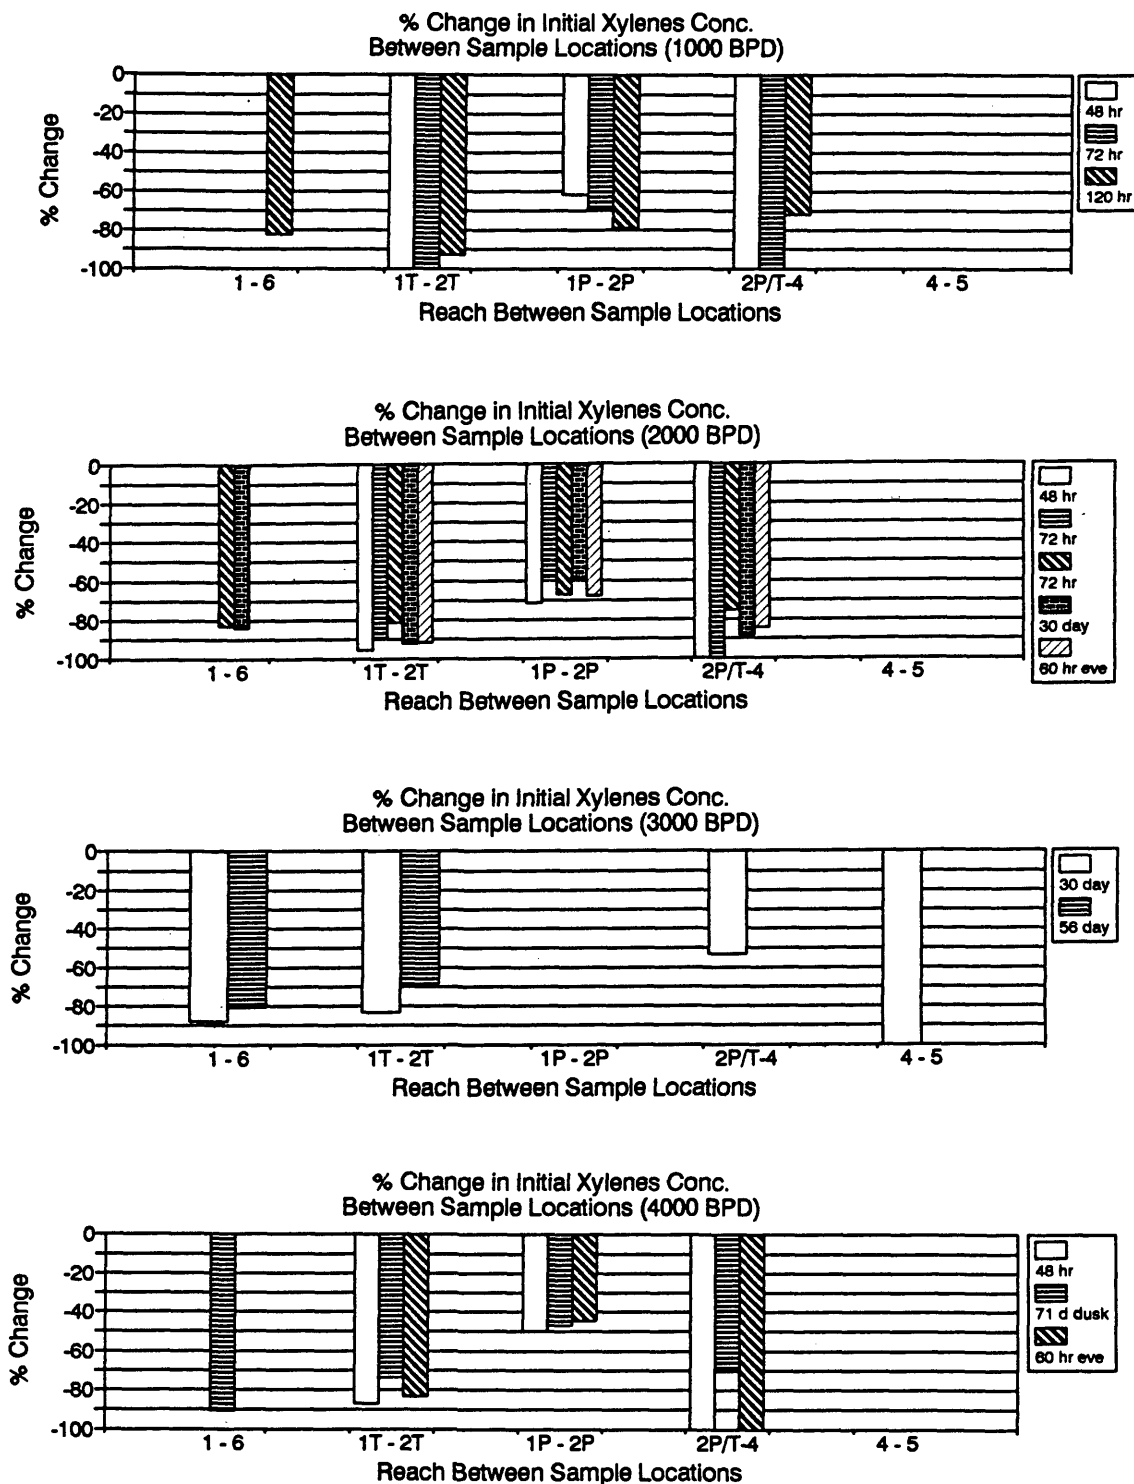 % Change in Initial Xylenes Conc.
Between Sample Locations (1000 BPD)
% Change
0
-20
-40
-60
-80
-100
1 - 6
1T - 2T
1P - 2P
2P/T-4
4 - 5
Reach Between Sample Locations
48 hr
72 hr
120 hr
% Change in Initial Xylenes Conc.
Between Sample Locations (2000 BPD)
% Change
0
-20
-40
-60
-80
-100
1 - 6
1T - 2T
1P - 2P
2P/T-4
4 - 5
Reach Between Sample Locations
48 hr
72 hr
72 hr
30 day
60 hr eve
% Change in Initial Xylenes Conc.
Between Sample Locations (3000 BPD)
% Change
0
-20
-40
-60
-80
-100
1 - 6
1T - 2T
1P - 2P
2P/T-4
4 - 5
Reach Between Sample Locations
30 day
56 day
% Change in Initial Xylenes Conc.
Between Sample Locations (4000 BPD)
% Change
0
-20
-40
-60
-80
-100
1 - 6
1T - 2T
1P - 2P
2P/T-4
4 - 5
Reach Between Sample Locations
48 hr
71 d dusk
60 hr eve